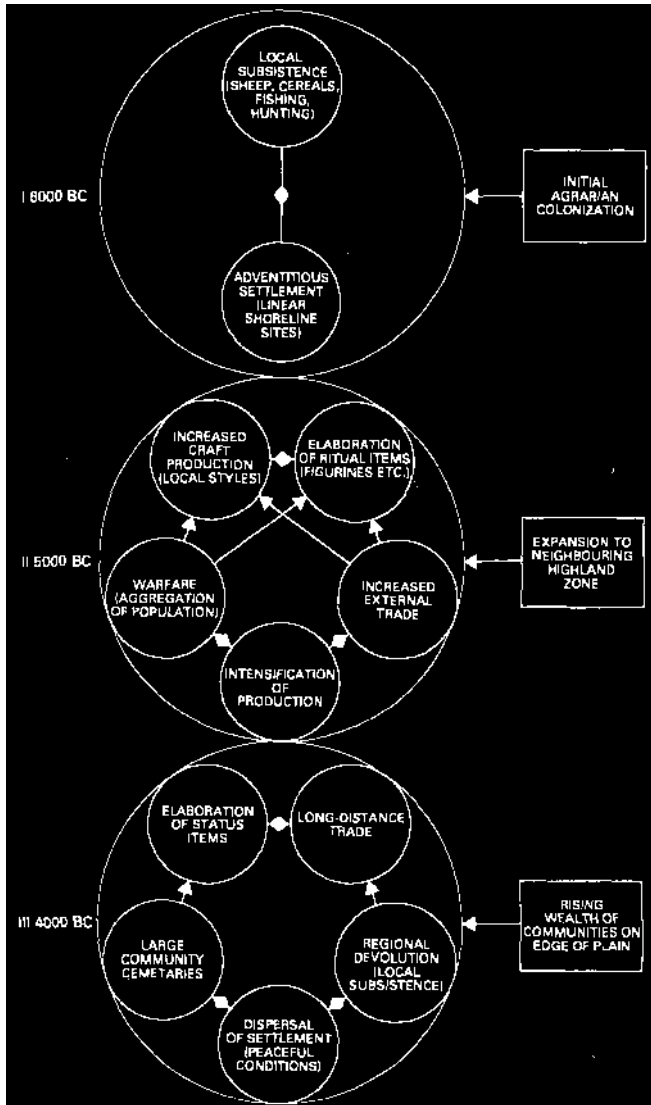 LOCAL
SUBSISTENCE
(SHEEP, CEREALS,
FISHING,
HUNTING)
I 6000 BC
INITIAL
AGRARIAN
COLONIZATION
ADVENTITIOUS
SETTLEMENT
(LINEAR
SHORELINE
SITES)
INCREASED
CRAFT
PRODUCTION
(LOCAL STYLES)
ELABORATION
OF RITUAL ITEMS
(FIGURINES ETC.)
II 5000 BC
WARFARE
(AGGREGATION
OF POPULATION)
INCREASED
EXTERNAL
TRADE
EXPANSION TO
NEIGHBOURING
HIGHLAND
ZONE
INTENSIFICATION
OF
PRODUCTION
ELABORATION
OF STATUS
ITEMS
LONG-DISTANCE
TRADE
III 4000 BC
LARGE
COMMUNITY
CEMETARIES
REGIONAL
DEVOLUTION
(LOCAL
SUBSISTENCE)
RISING
WEALTH OF
COMMUNITIES ON
EDGE OF PLAIN
DISPERSAL
OF SETTLEMENT
(PEACEFUL
CONDITIONS)